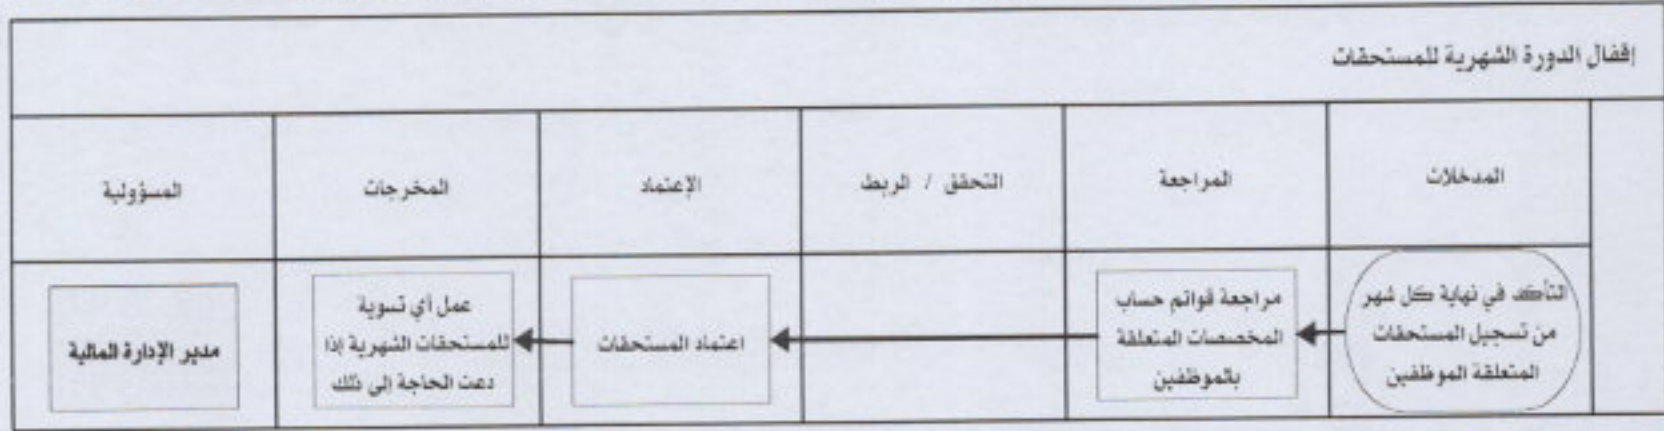 إقفال الدورة الشهرية للمستحقات
المدخلات
المراجعة
التحقق / الربط
الإعتماد
المخرجات
المسؤولية
التأكد في نهاية كل شهر
من تسجيل المستحقات
المتعلقة الموظفين
مراجعة قوائم حساب
المخصصات المتعلقة
بالموظفين
اعتماد المستحقات
عمل أي تسوية
للمستحقات الشهرية إذا
دعت الحاجة إلى ذلك
مدير الإدارة المالية